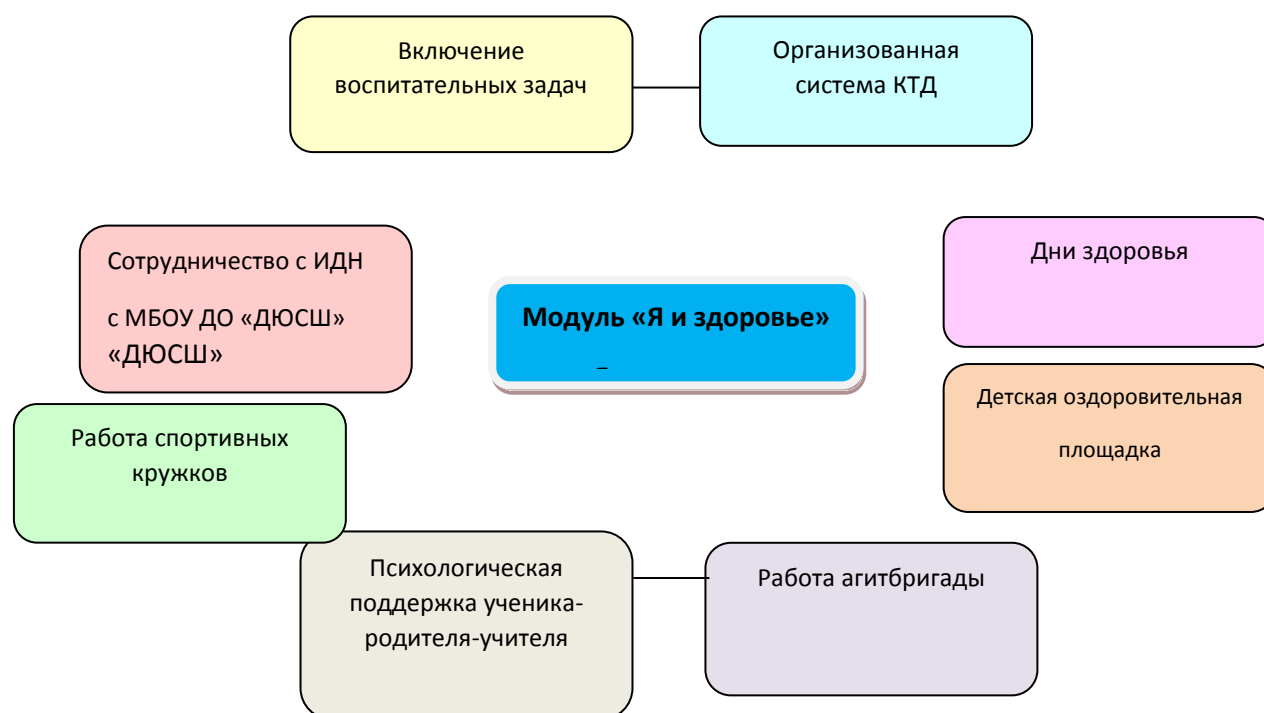 Включение
воспитательных задач
Организованная
система КТД
Сотрудничество с ИДН
с МБОУ ДО «ДЮСШ»
«ДЮСШ»
Модуль «Я и здоровье»
Дни здоровья
Детская оздоровительная
площадка
Работа спортивных
кружков
Психологическая
поддержка ученика-
родителя-учителя
Работа агитбригады